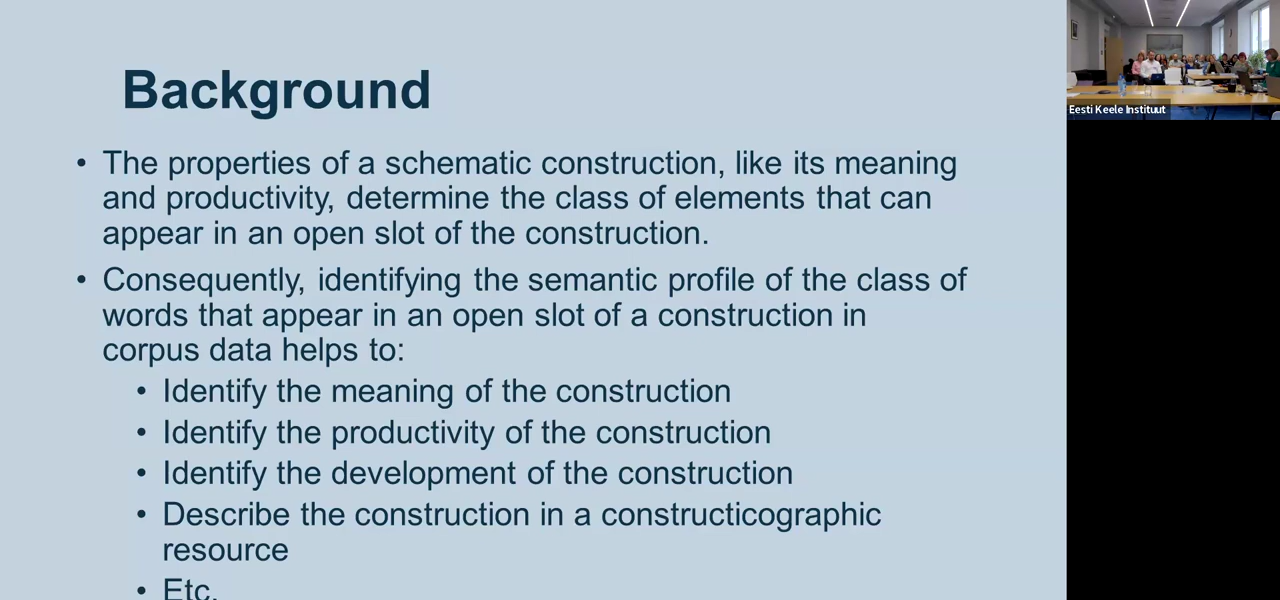 Background
• The properties of a schematic construction, like its meaning
and productivity, determine the class of elements that can
appear in an open slot of the construction.
• Consequently, identifying the semantic profile of the class of
words that appear in an open slot of a construction in
corpus data helps to:
• Identify the meaning of the construction
• Identify the productivity of the construction
• Identify the development of the construction
• Describe the construction in a constructicographic
resource
• Etc.
Eesti Keele Instituut